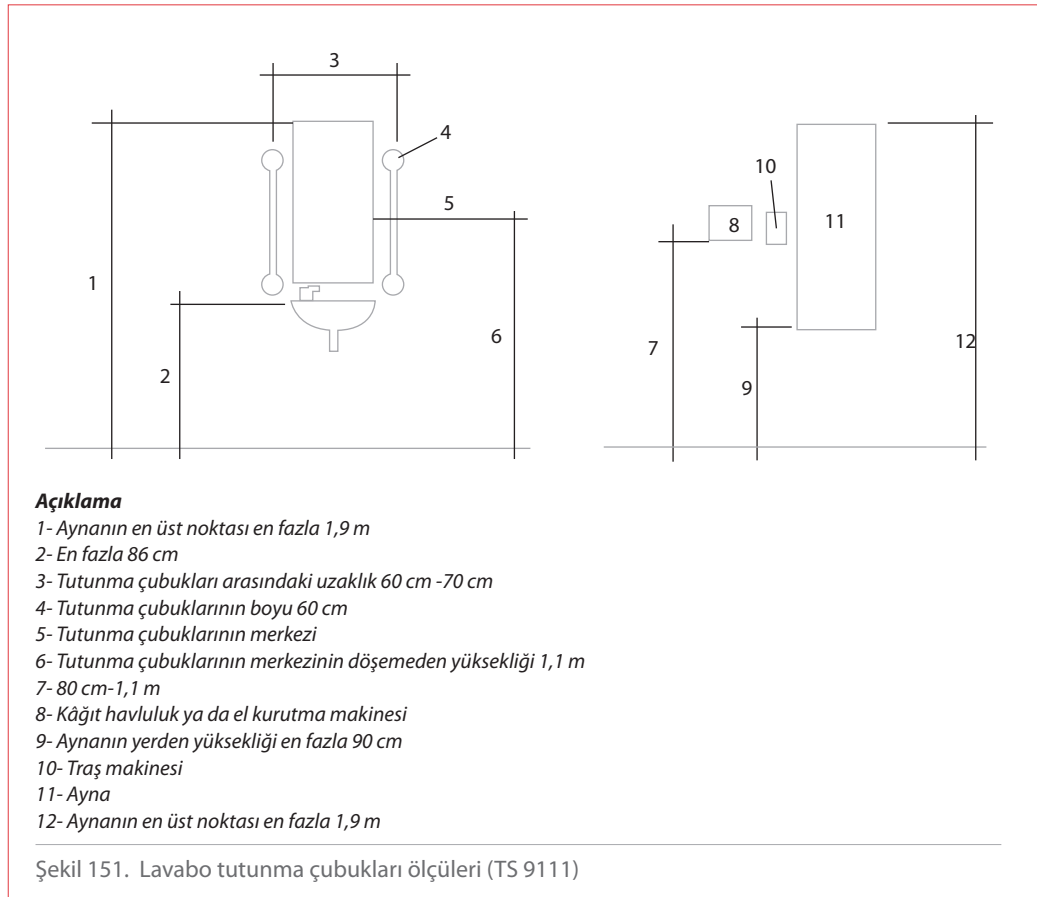 3
4
5
1
2
6
10
8
11
7
9
12
Açıklama
1- Aynanın en üst noktası en fazla 1,9 m
2- En fazla 86 cm
3- Tutunma çubukları arasındaki uzaklık 60 cm -70 cm
4- Tutunma çubuklarının boyu 60 cm
5- Tutunma çubuklarının merkezi
6- Tutunma çubuklarının merkezinin döşemeden yüksekliği 1,1 m
7- 80 cm-1,1 m
8- Kâğıt havluluk ya da el kurutma makinesi
9- Aynanın yerden yüksekliği en fazla 90 cm
10- Traş makinesi
11- Ayna
12- Aynanın en üst noktası en fazla 1,9 m
Şekil 151. Lavabo tutunma çubukları ölçüleri (TS 9111)